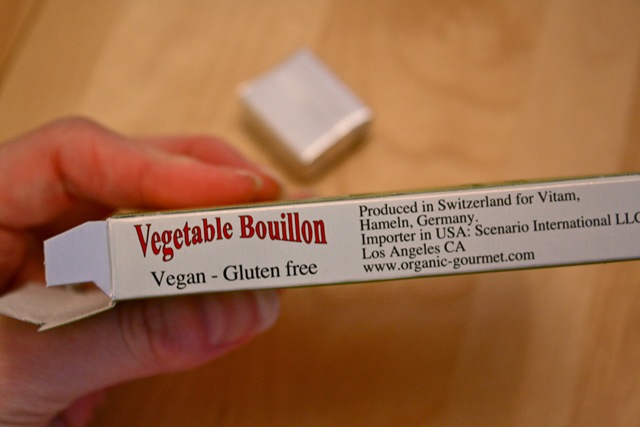 Vegetable Bouillon
Vegan - Gluten free
Produced in Switzerland for Vitam,
Hameln, Germany.
Importer in USA: Scenario International LLC
Los Angeles CA
www.organic-gourmet.com